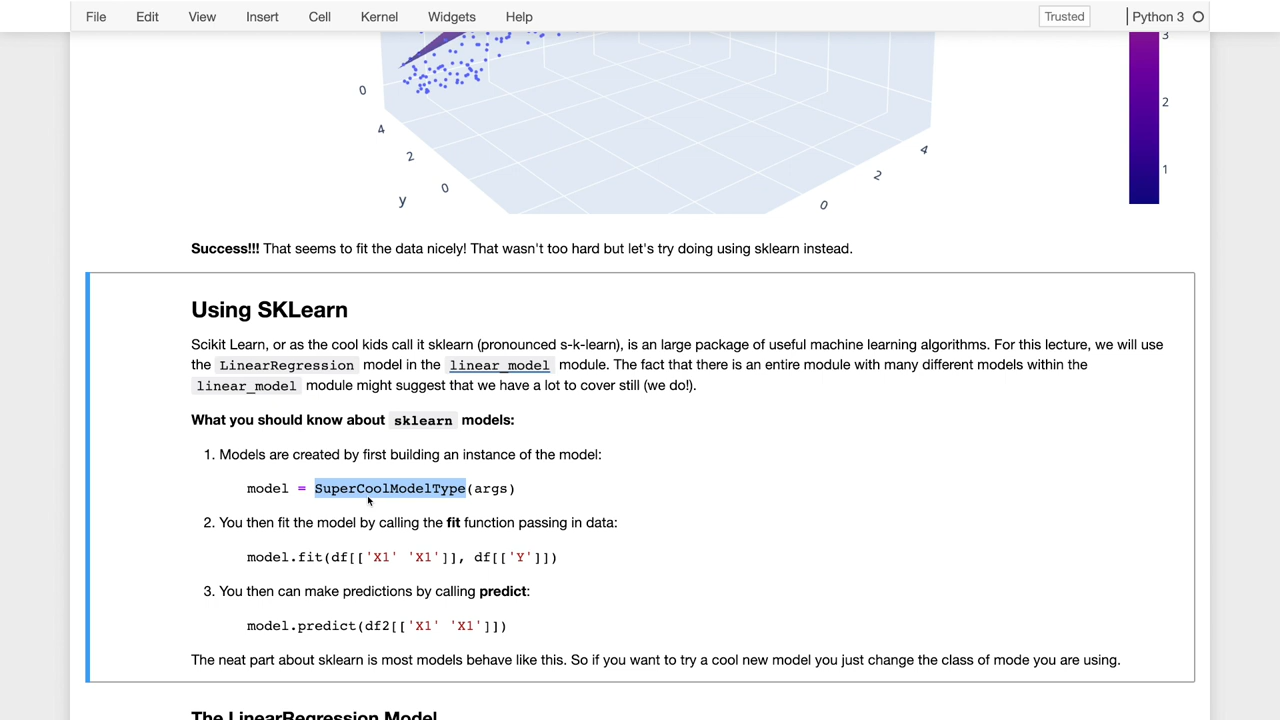 File Edit View Insert Cell Kernel Widgets Help Trusted Python 3
3
0
2
4
4
2
2
1
0
y
0
Success!!! That seems to fit the data nicely! That wasn't too hard but let's try doing using sklearn instead.
Using SKLearn
Scikit Learn, or as the cool kids call it sklearn (pronounced s-k-learn), is an large package of useful machine learning algorithms. For this lecture, we will use
the LinearRegression model in the linear_model module. The fact that there is an entire module with many different models within the
linear_model module might suggest that we have a lot to cover still (we do!).
What you should know about sklearn models:
1. Models are created by first building an instance of the model:
model = SuperCoolModelType(args)
2. You then fit the model by calling the fit function passing in data:
model.fit(df[['X1' 'X1']], df[['Y']])
3. You then can make predictions by calling predict:
model.predict(df2[['X1' 'X1']])
The neat part about sklearn is most models behave like this. So if you want to try a cool new model you just change the class of mode you are using.
The LinearRegression Model